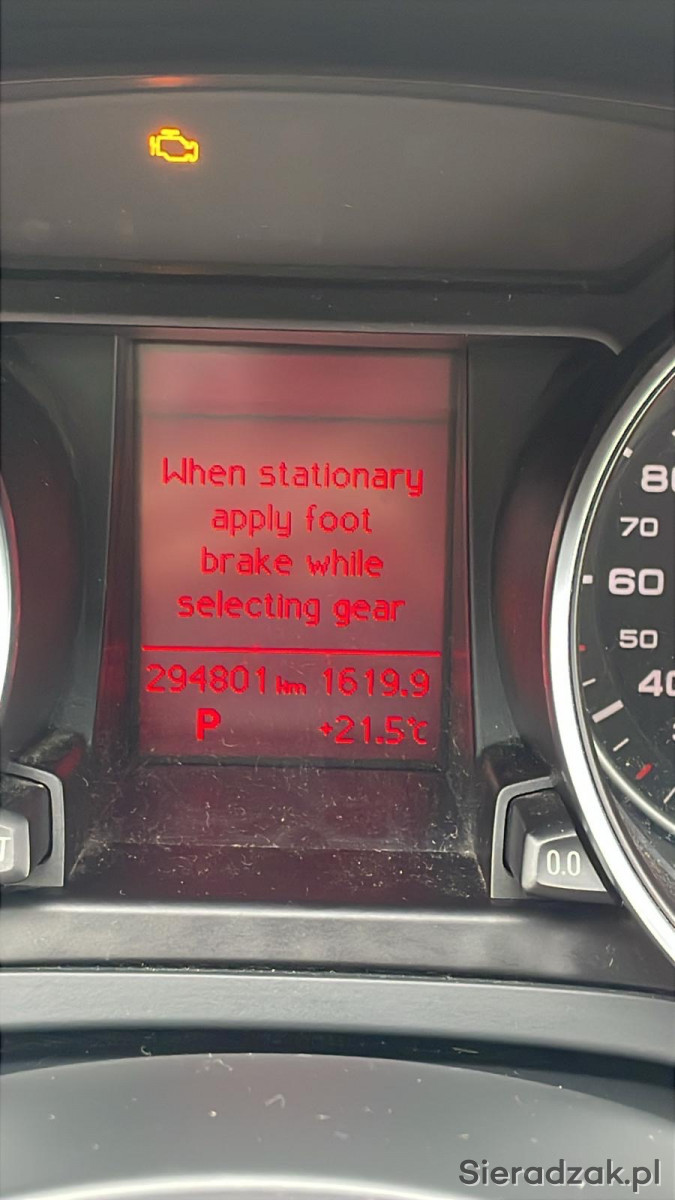 When stationary
apply foot
brake while
selecting gear
294801 km 1619.9
P +21.5°C
80
70
60
50
40
0.0
Sieradzak.pl